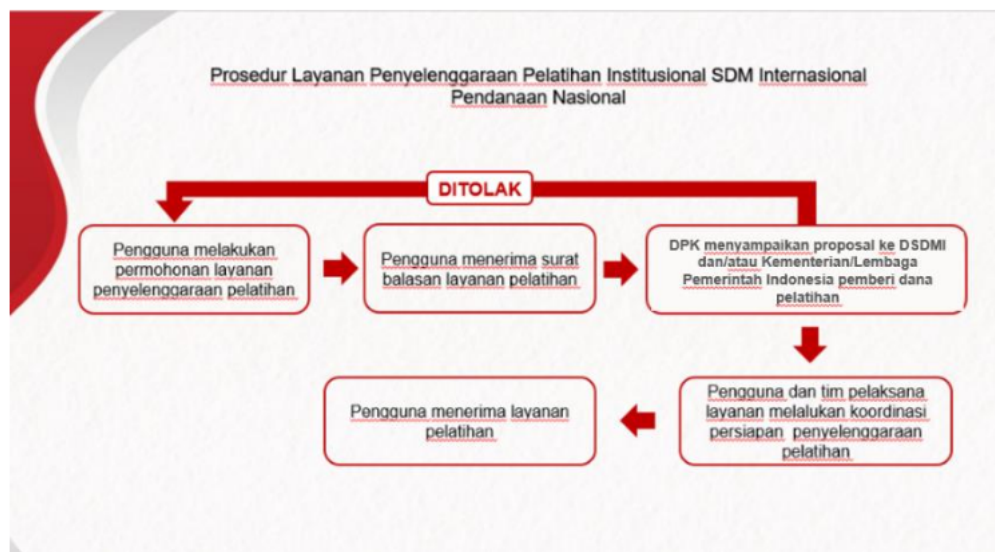 Prosedur Layanan Penyelenggaraan Pelatihan Institusional SDM Internasional
Pendanaan Nasional
DITOLAK
Pengguna melakukan
permohonan layanan
penyelenggaraan pelatihan
Pengguna menerima surat
balasan layanan pelatihan
DPK menyampaikan proposal ke DSDMI
dan/atau Kementerian/Lembaga
Pemerintah Indonesia pemberi dana
pelatihan
Pengguna dan tim pelaksana
layanan melalukan koordinasi
persiapan penyelenggaraan
pelatihan
Pengguna menerima layanan
pelatihan